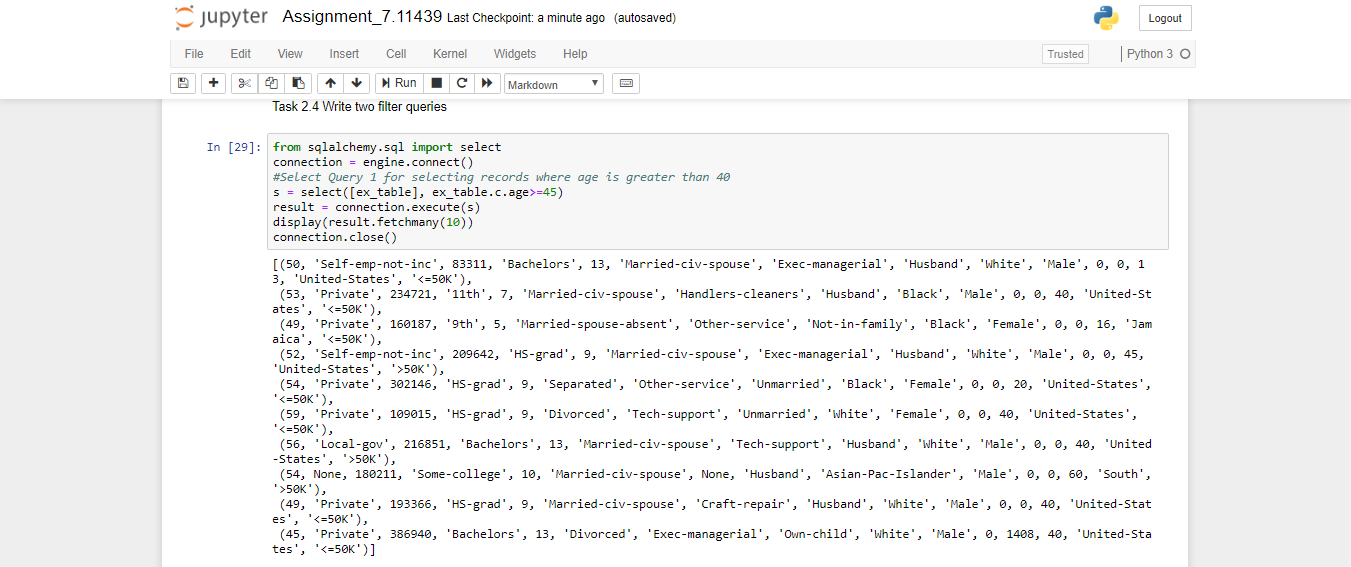 jupyter Assignment_7.11439 Last Checkpoint: a minute ago (autosaved) Logout
File Edit View Insert Cell Kernel Widgets Help Trusted Python 3
Run Markdown
Task 2.4 Write two filter queries
In [29]: from sqlalchemy.sql import select
connection = engine.connect()
#Select Query 1 for selecting records where age is greater than 40
s = select([ex_table], ex_table.c.age>=45)
result = connection.execute(s)
display(result.fetchmany(10))
connection.close()
[(50, 'Self-emp-not-inc', 83311, 'Bachelors', 13, 'Married-civ-spouse', 'Exec-managerial', 'Husband', 'White', 'Male', 0, 0, 1
3, 'United-States', '<=50K'),
(53, 'Private', 234721, '11th', 7, 'Married-civ-spouse', 'Handlers-cleaners', 'Husband', 'Black', 'Male', 0, 0, 40, 'United-St
ates', '<=50K'),
(49, 'Private', 160187, '9th', 5, 'Married-spouse-absent', 'Other-service', 'Not-in-family', 'Black', 'Female', 0, 0, 16, 'Jam
aica', '<=50K'),
(52, 'Self-emp-not-inc', 209642, 'HS-grad', 9, 'Married-civ-spouse', 'Exec-managerial', 'Husband', 'White', 'Male', 0, 0, 45,
'United-States', '>50K'),
(54, 'Private', 302146, 'HS-grad', 9, 'Separated', 'Other-service', 'Unmarried', 'Black', 'Female', 0, 0, 20, 'United-States',
'<=50K'),
(59, 'Private', 109015, 'HS-grad', 9, 'Divorced', 'Tech-support', 'Unmarried', 'White', 'Female', 0, 0, 40, 'United-States',
'<=50K'),
(56, 'Local-gov', 216851, 'Bachelors', 13, 'Married-civ-spouse', 'Tech-support', 'Husband', 'White', 'Male', 0, 0, 40, 'United
-States', '>50K'),
(54, None, 180211, 'Some-college', 10, 'Married-civ-spouse', None, 'Husband', 'Asian-Pac-Islander', 'Male', 0, 0, 60, 'South',
'>50K'),
(49, 'Private', 193366, 'HS-grad', 9, 'Married-civ-spouse', 'Craft-repair', 'Husband', 'White', 'Male', 0, 0, 40, 'United-Stat
es', '<=50K'),
(45, 'Private', 386940, 'Bachelors', 13, 'Divorced', 'Exec-managerial', 'Own-child', 'White', 'Male', 0, 1408, 40, 'United-Sta
tes', '<=50K')]